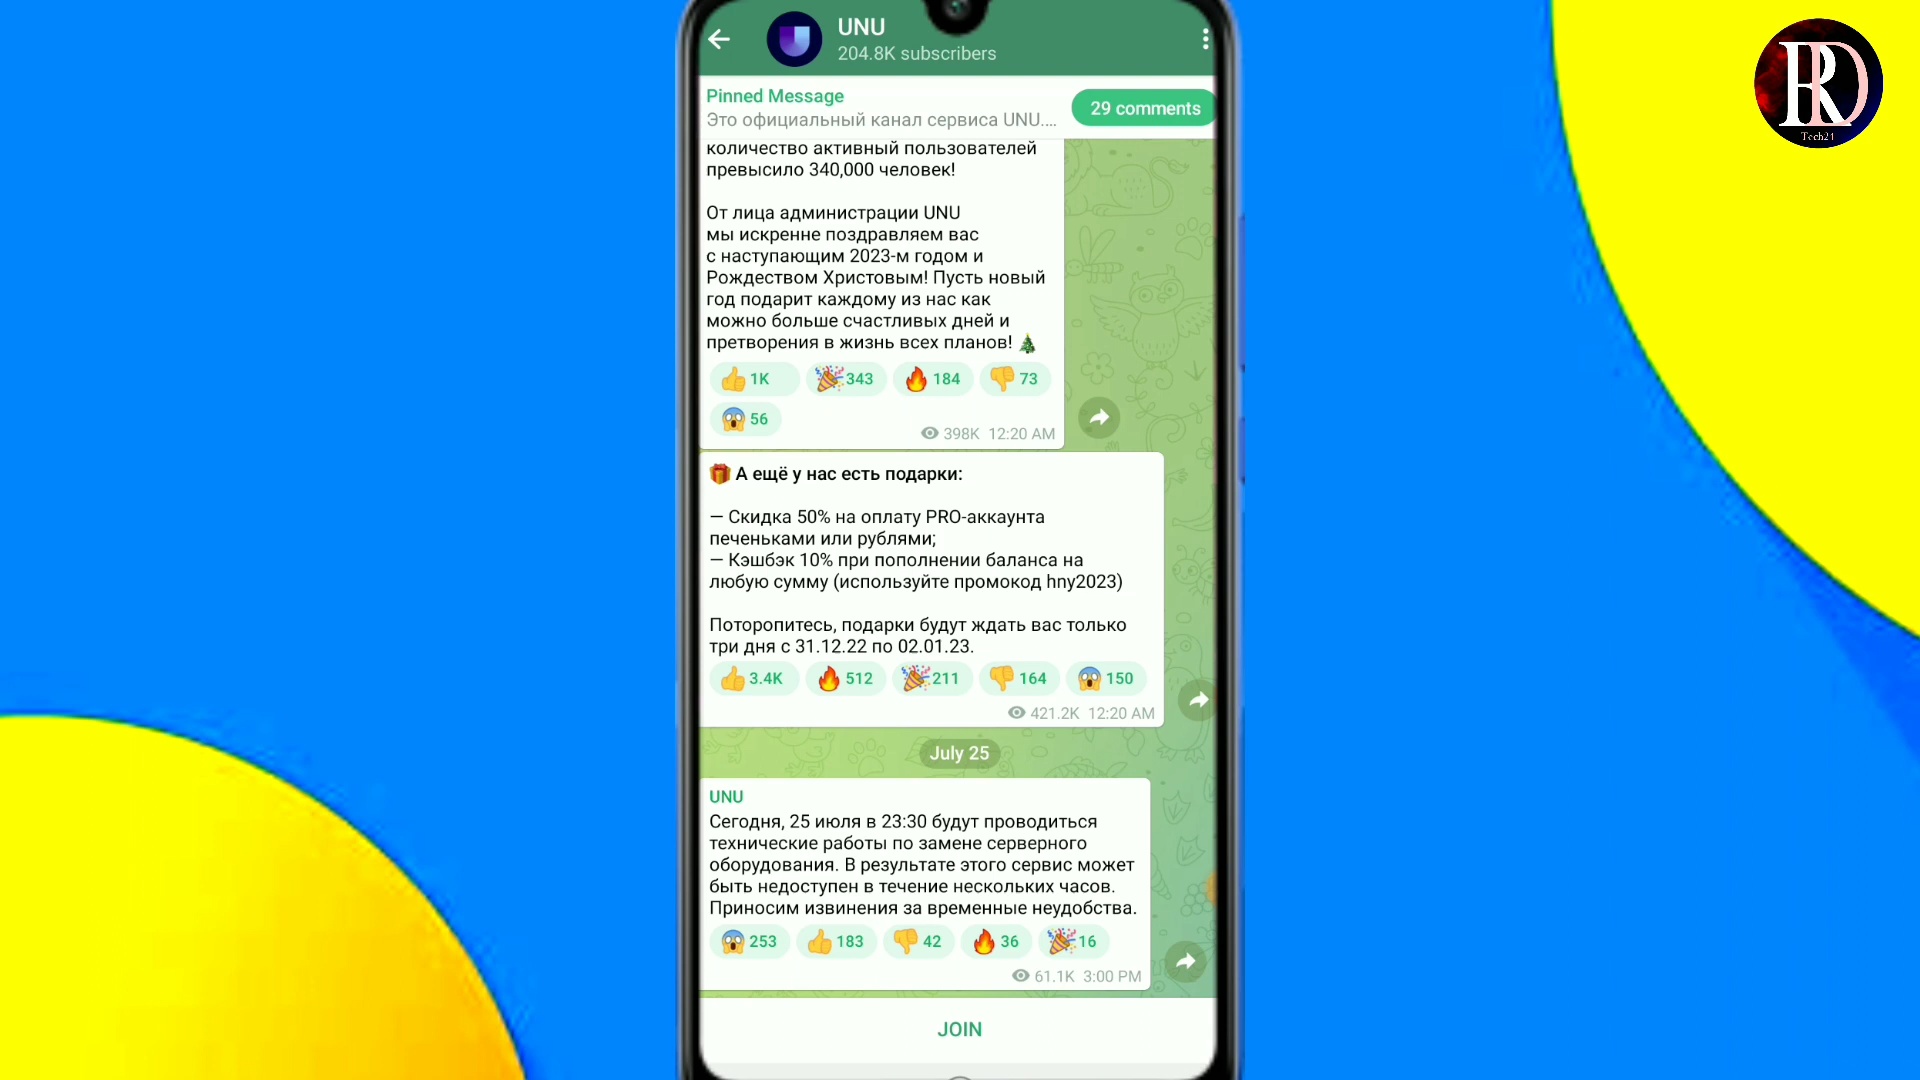 UNU
204.8K subscribers
Pinned Message
Это официальный канал сервиса UNU....
29 comments
количество активный пользователей
превысило 340,000 человек!
От лица администрации UNU
мы искренне поздравляем вас
с наступающим 2023-м годом и
Рождеством Христовым! Пусть новый
год подарит каждому из нас как
можно больше счастливых дней и
претворения в жизнь всех планов! 🎄
👍 1K 🎉 343 🔥 184 👎 73
😱 56
398K 12:20 AM
🎁 А ещё у нас есть подарки:
— Скидка 50% на оплату PRO-аккаунта
печеньками или рублями;
— Кэшбэк 10% при пополнении баланса на
любую сумму (используйте промокод hny2023)
Поторопитесь, подарки будут ждать вас только
три дня с 31.12.22 по 02.01.23.
👍 3.4K 🔥 512 🎉 211 👎 164 😱 150
421.2K 12:20 AM
July 25
UNU
Сегодня, 25 июля в 23:30 будут проводиться
технические работы по замене серверного
оборудования. В результате этого сервис может
быть недоступен в течение нескольких часов.
Приносим извинения за временные неудобства.
😱 253 👍 183 👎 42 🔥 36 🎉 16
61.1K 3:00 PM
JOIN
RD
Tech21